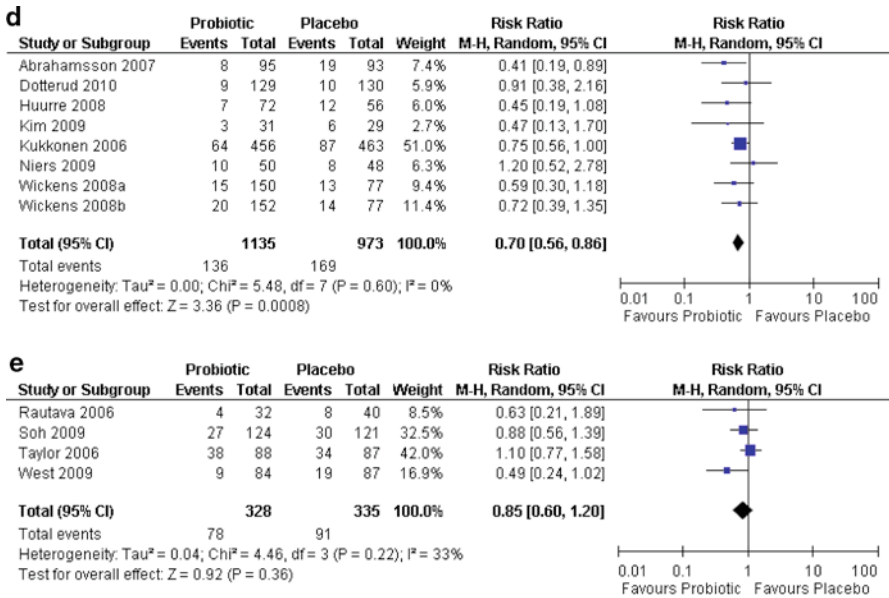 d
Probiotic Placebo Risk Ratio Risk Ratio
Study or Subgroup Events Total Events Total Weight M-H, Random, 95% CI M-H, Random, 95% CI
Abrahamsson 2007 8 95 19 93 7.4% 0.41 [0.19, 0.89]
Dotterud 2010 9 129 10 130 5.9% 0.91 [0.38, 2.16]
Huurre 2008 7 72 12 56 6.0% 0.45 [0.19, 1.08]
Kim 2009 3 31 6 29 2.7% 0.47 [0.13, 1.70]
Kukkonen 2006 64 456 87 463 51.0% 0.75 [0.56, 1.00]
Niers 2009 10 50 8 48 6.3% 1.20 [0.52, 2.78]
Wickens 2008a 15 150 13 77 9.4% 0.59 [0.30, 1.18]
Wickens 2008b 20 152 14 77 11.4% 0.72 [0.39, 1.35]
Total (95% CI) 1135 973 100.0% 0.70 [0.56, 0.86]
Total events 136 169
Heterogeneity: Tau² = 0.00; Chi² = 5.48, df = 7 (P = 0.60); I² = 0%
Test for overall effect: Z = 3.36 (P = 0.0008)
0.01 0.1 1 10 100
Favours Probiotic Favours Placebo
e
Probiotic Placebo Risk Ratio Risk Ratio
Study or Subgroup Events Total Events Total Weight M-H, Random, 95% CI M-H, Random, 95% CI
Rautava 2006 4 32 8 40 8.5% 0.63 [0.21, 1.89]
Soh 2009 27 124 30 121 32.5% 0.88 [0.56, 1.39]
Taylor 2006 38 88 34 87 42.0% 1.10 [0.77, 1.58]
West 2009 9 84 19 87 16.9% 0.49 [0.24, 1.02]
Total (95% CI) 328 335 100.0% 0.85 [0.60, 1.20]
Total events 78 91
Heterogeneity: Tau² = 0.04; Chi² = 4.46, df = 3 (P = 0.22); I² = 33%
Test for overall effect: Z = 0.92 (P = 0.36)
0.01 0.1 1 10 100
Favours Probiotic Favours Placebo